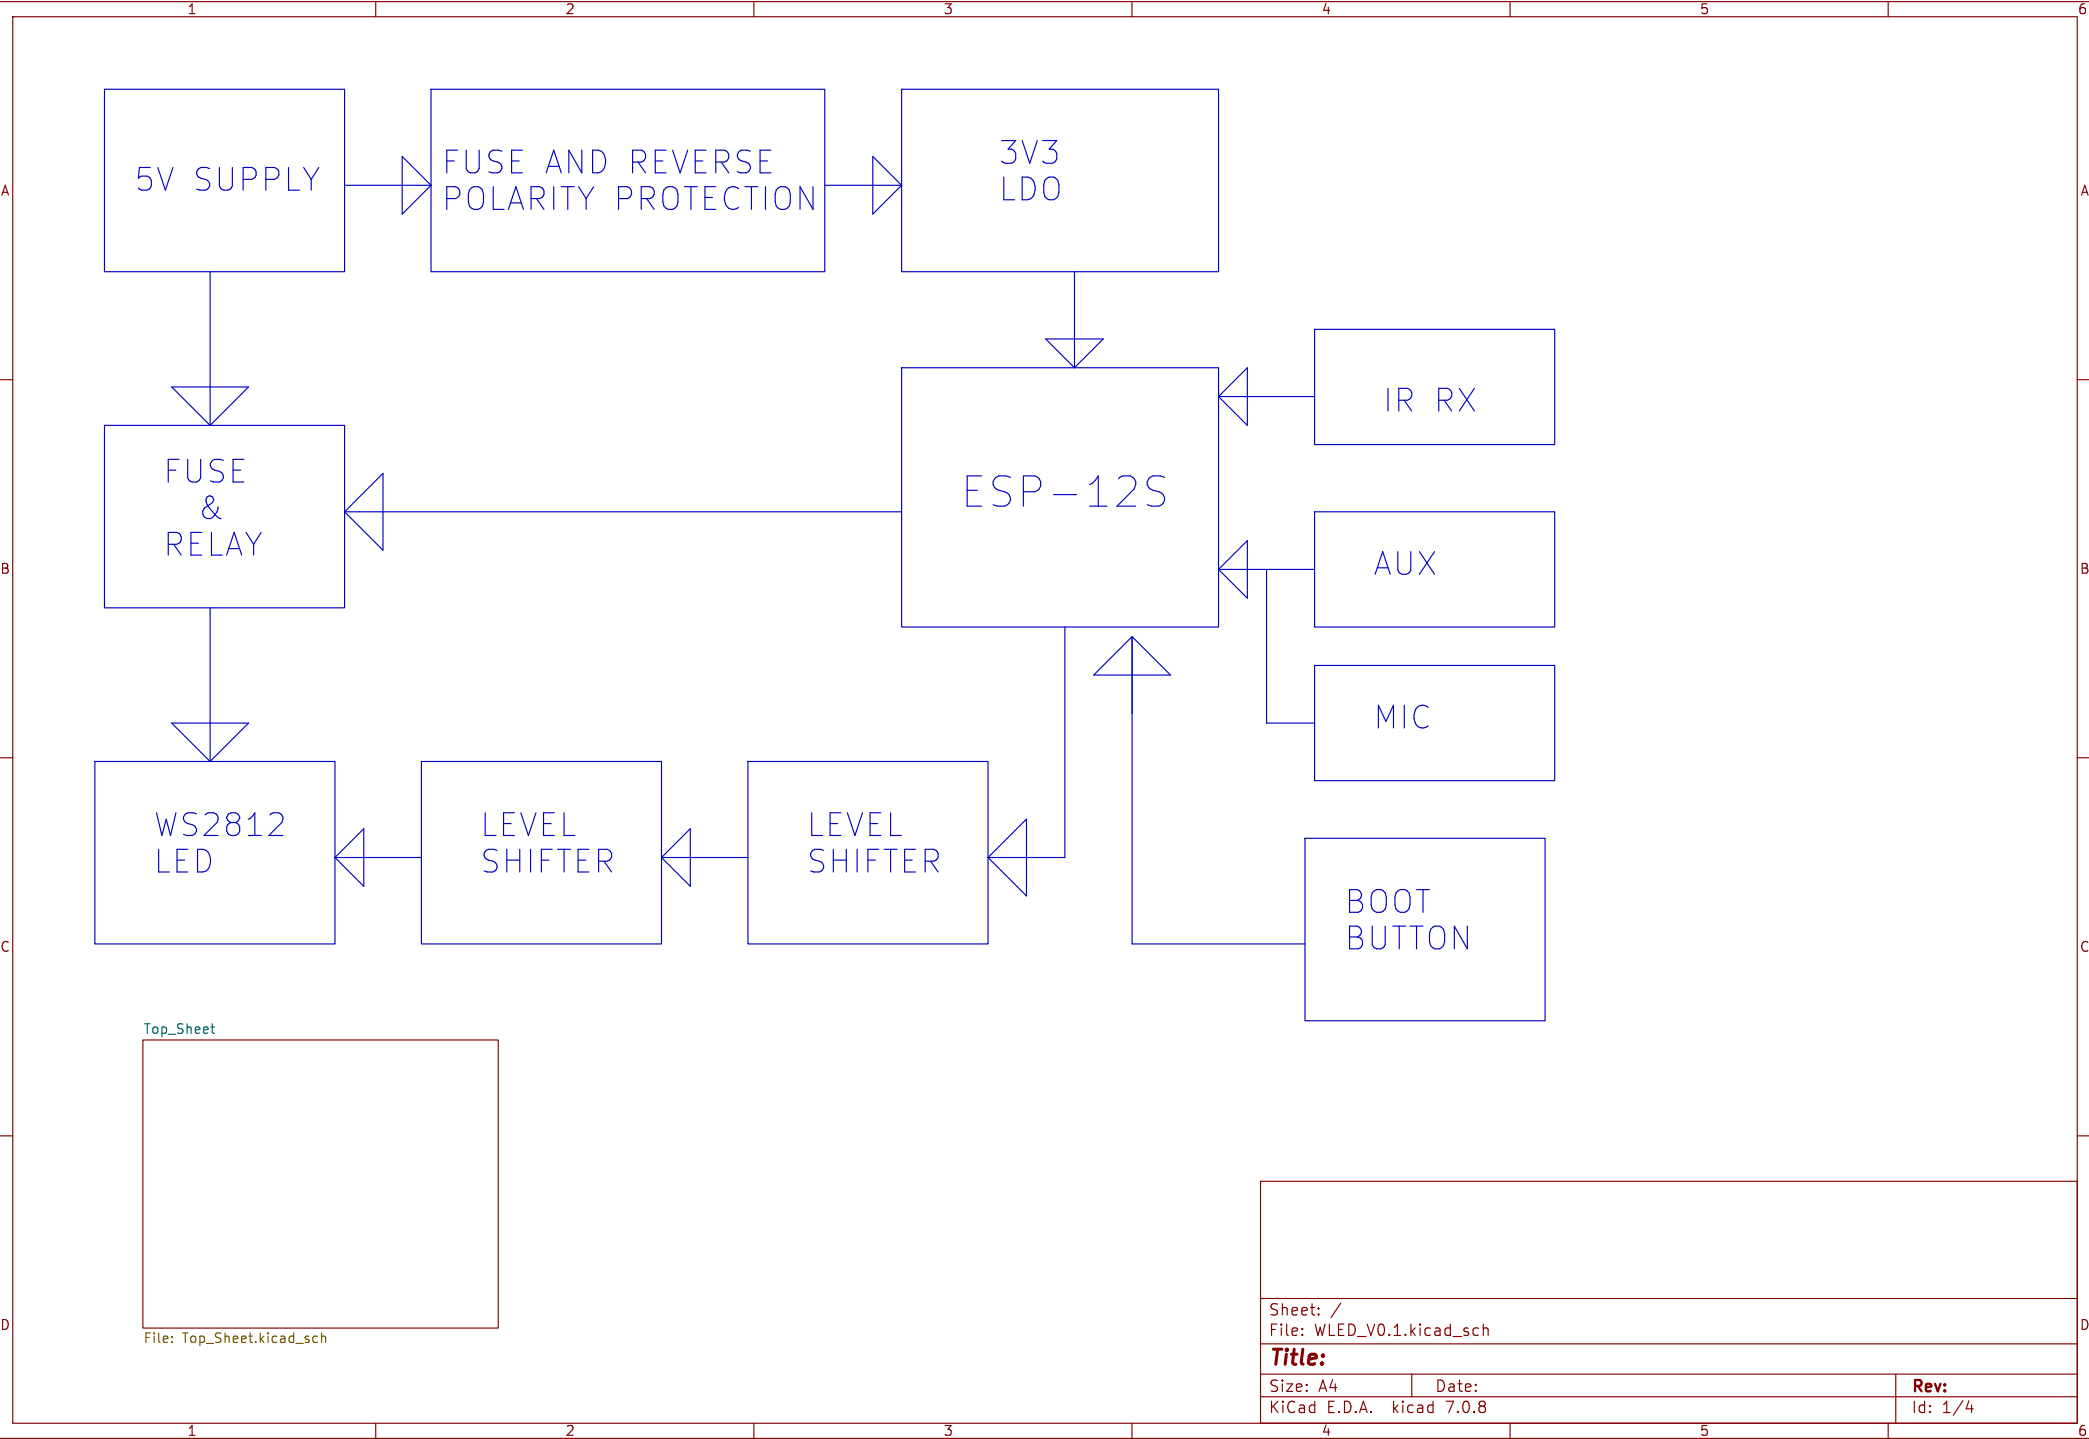 1 2 3 4 5 6
A A
B B
C C
D D
5V SUPPLY
FUSE AND REVERSE
POLARITY PROTECTION
3V3
LDO
IR RX
FUSE
&
RELAY
ESP-12S
AUX
MIC
WS2812
LED
LEVEL
SHIFTER
LEVEL
SHIFTER
BOOT
BUTTON
Top_Sheet
File: Top_Sheet.kicad_sch
Sheet: /
File: WLED_V0.1.kicad_sch
Title:
Size: A4 Date: Rev:
KiCad E.D.A. kicad 7.0.8 Id: 1/4
1 2 3 4 5 6